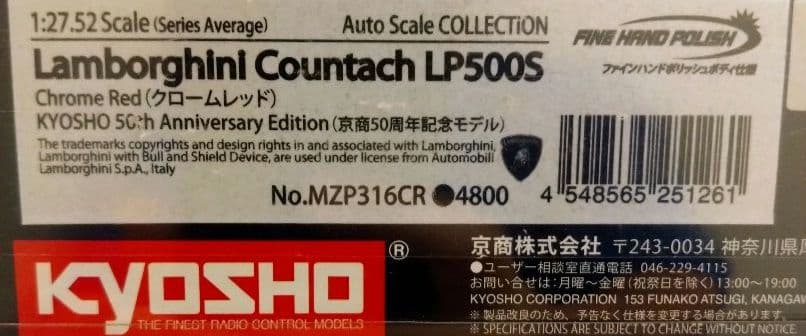 1:27.52 Scale (Series Average) Auto Scale COLLECTiON
FINE HAND POLISH
ファインハンドポリッシュボディ仕様
Lamborghini Countach LP500S
Chrome Red(クロームレッド)
KYOSHO 50th Anniversary Edition(京商50周年記念モデル)
The trademarks copyrights and design rights in and associated with Lamborghini,
Lamborghini with Bull and Shield Device, are used under license from Automobili
Lamborghini S.p.A., Italy
No.MZP316CR ●4800
4 548565 251261
KYOSHO ®
THE FINEST RADIO CONTROL MODELS
京商株式会社 〒243-0034 神奈川県
●ユーザー相談室直通電話 046-229-4115
お問い合せは:月曜〜金曜(祝祭日を除く)13:00〜19:00
KYOSHO CORPORATION 153 FUNAKO ATSUGI, KANAGAW
※製品改良のため、予告なく仕様を変更する場合があります。
※SPECIFICATIONS ARE SUBJECT TO CHANGE WITHOUT NOTICE.